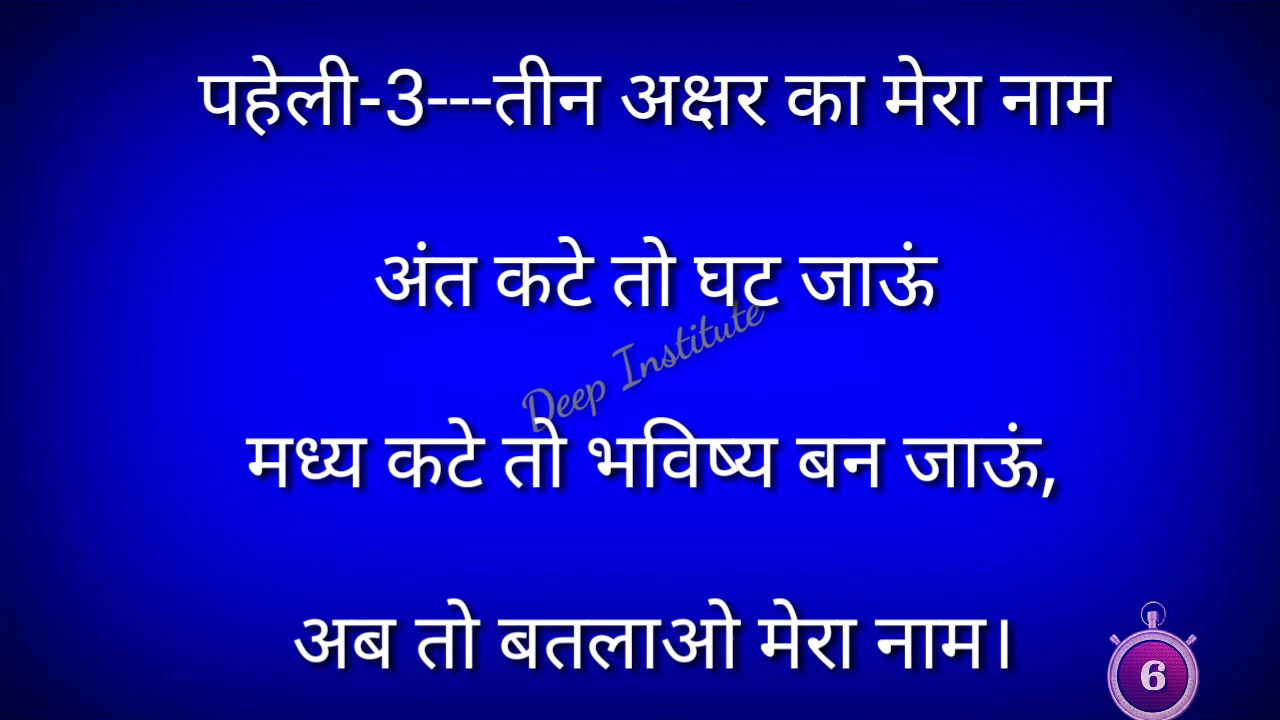 पहेली-3---तीन अक्षर का मेरा नाम
अंत कटे तो घट जाऊं
Deep Institute
मध्य कटे तो भविष्य बन जाऊं,
अब तो बतलाओ मेरा नाम।
6